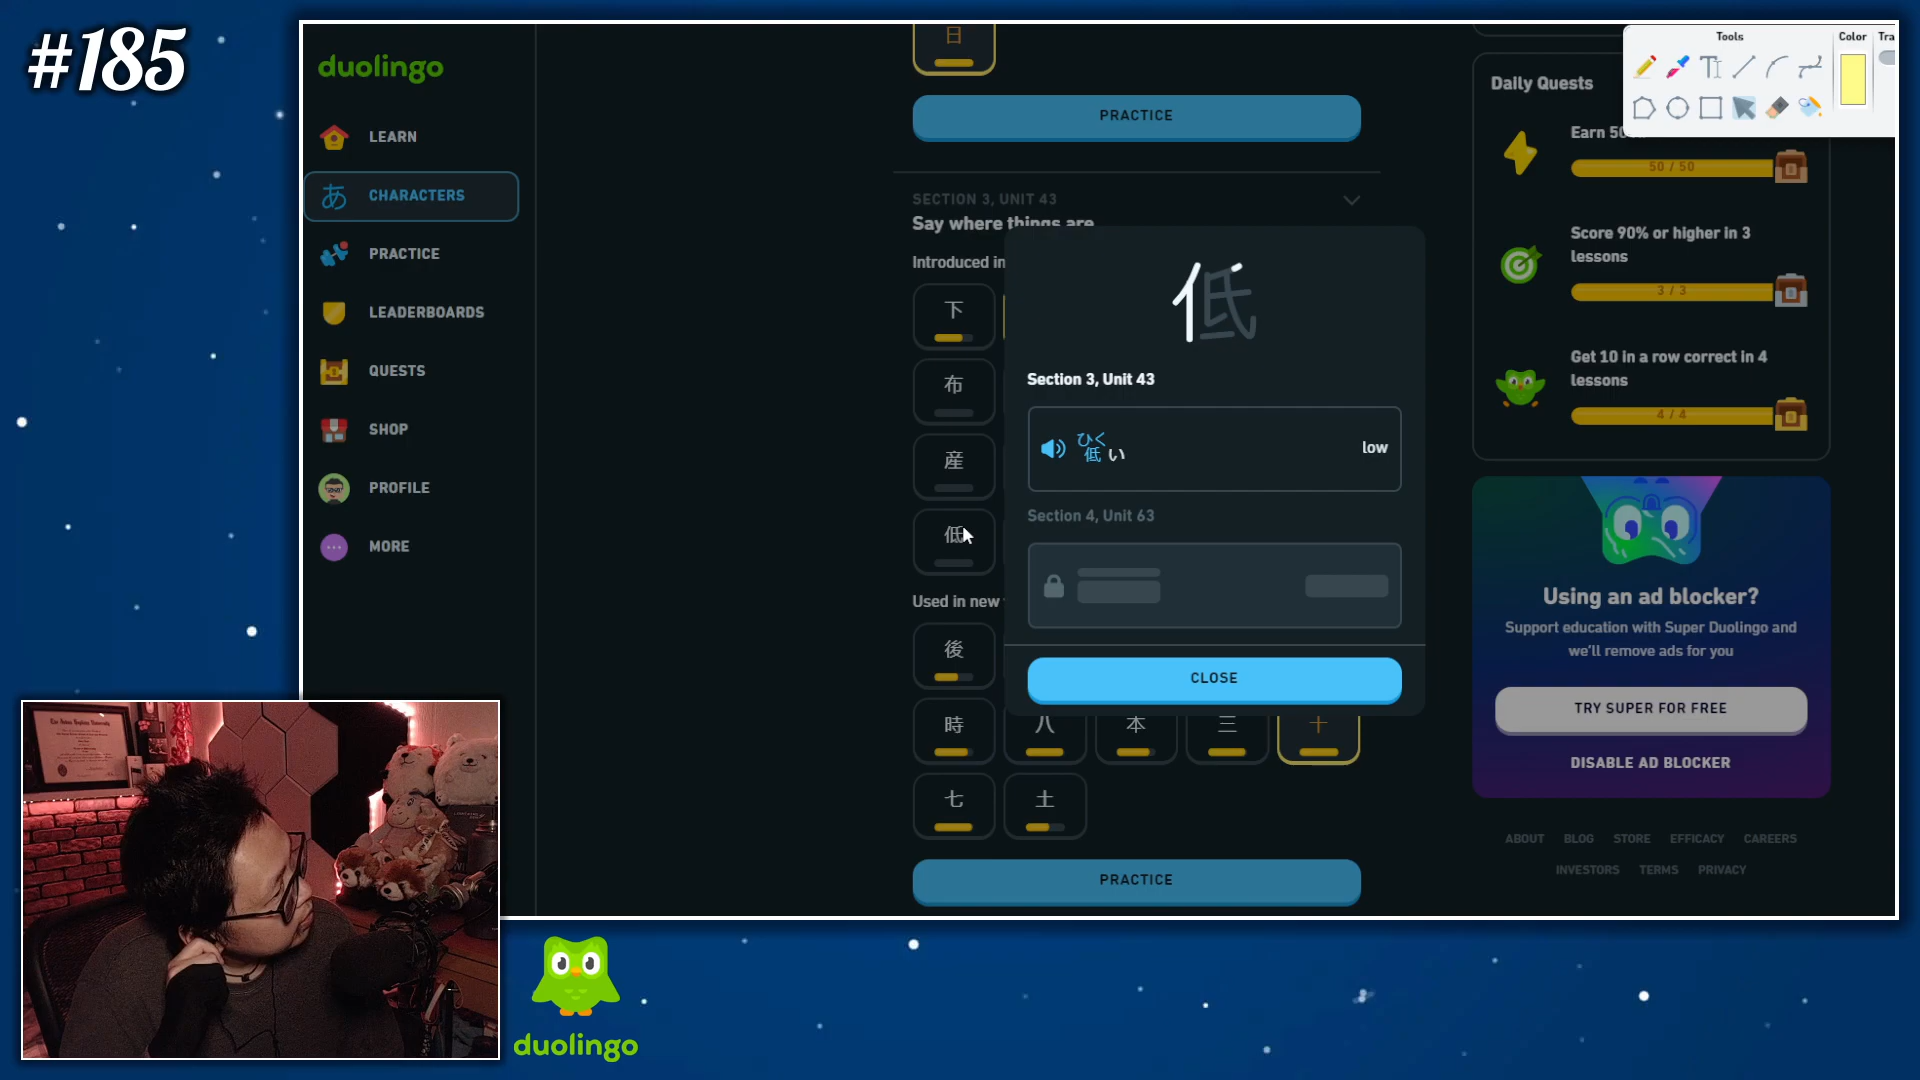 #185
duolingo
LEARN
あ CHARACTERS
PRACTICE
LEADERBOARDS
QUESTS
SHOP
PROFILE
MORE
日
PRACTICE
SECTION 3, UNIT 43
Say where things are
Introduced in
下
布
産
低
Used in new
後
時 八 本 三 十
七 土
PRACTICE
低
Section 3, Unit 43
ひく
低い
low
Section 4, Unit 63
CLOSE
Tools
Color
Tra
Daily Quests
Earn 50
50 / 50
Score 90% or higher in 3
lessons
3 / 3
Get 10 in a row correct in 4
lessons
4 / 4
Using an ad blocker?
Support education with Super Duolingo and
we'll remove ads for you
TRY SUPER FOR FREE
DISABLE AD BLOCKER
ABOUT BLOG STORE EFFICACY CAREERS
INVESTORS TERMS PRIVACY
duolingo